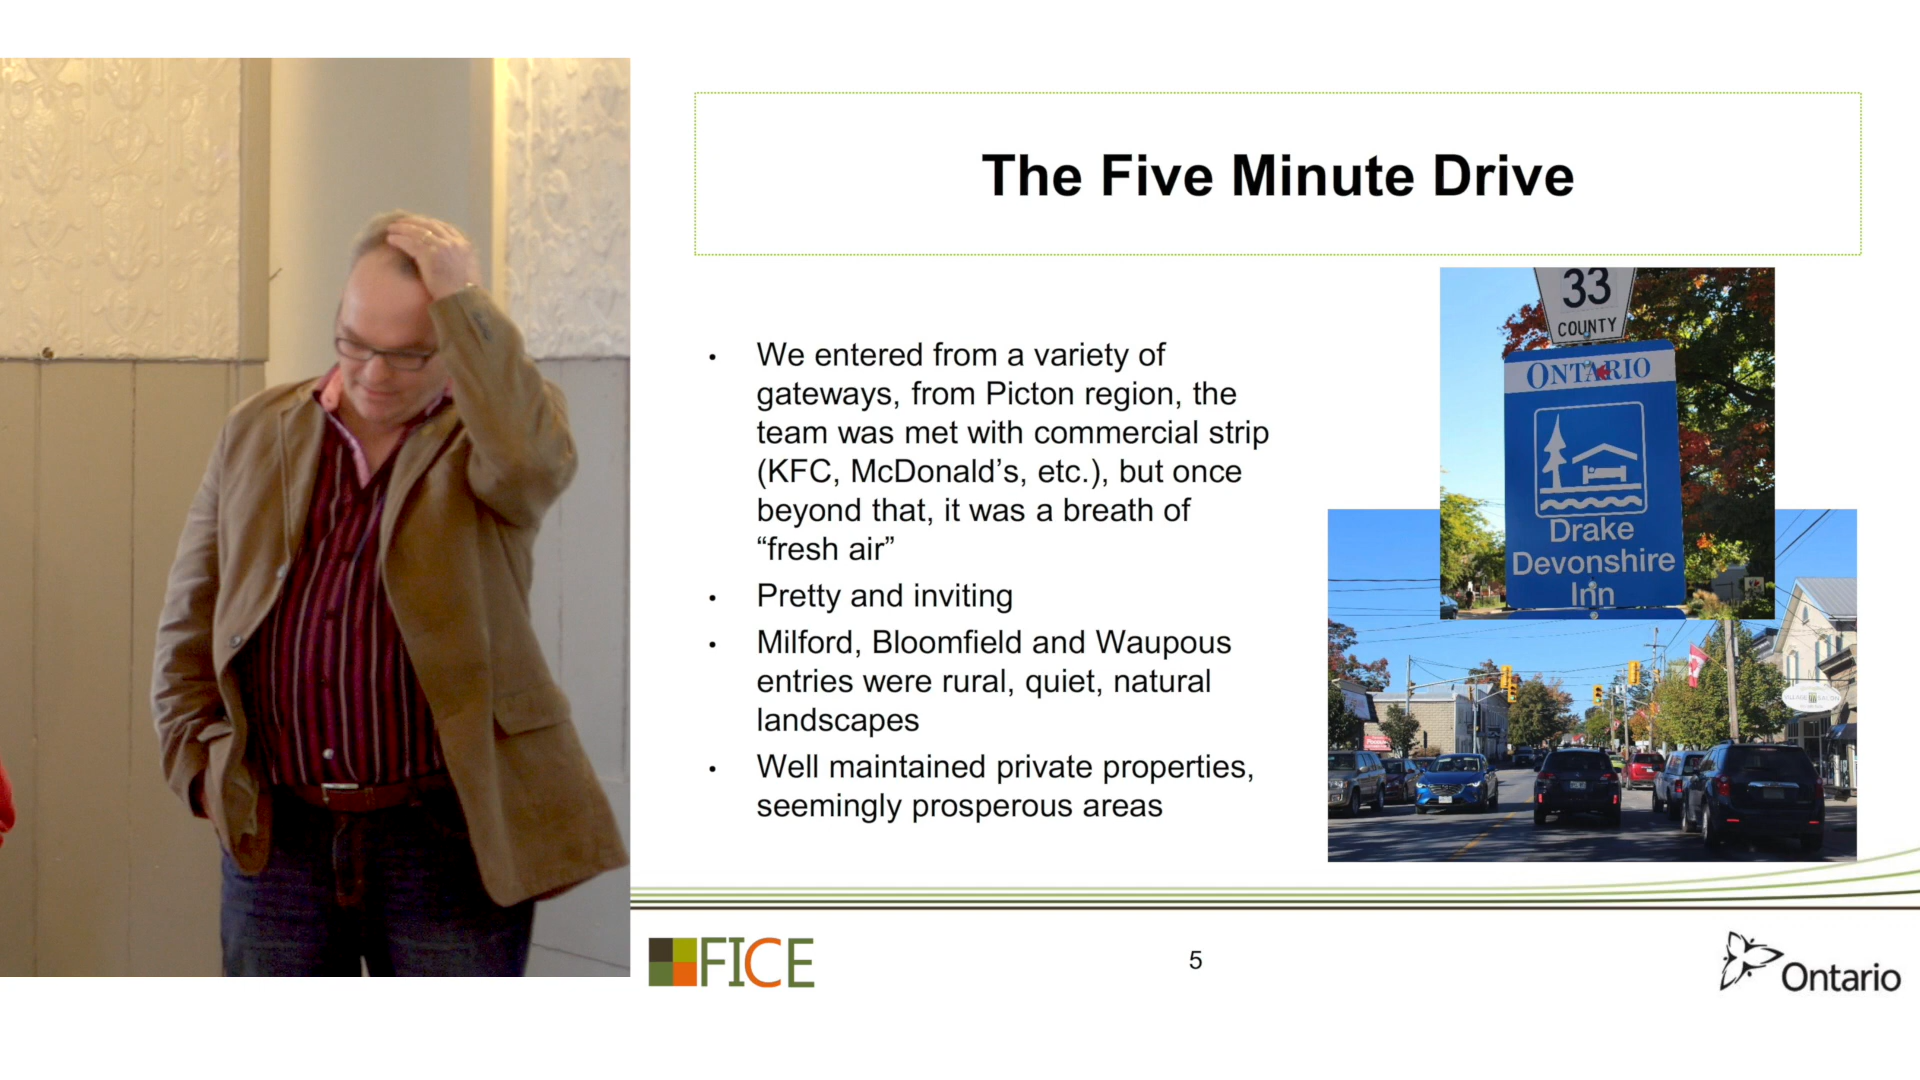 The Five Minute Drive
• We entered from a variety of
gateways, from Picton region, the
team was met with commercial strip
(KFC, McDonald’s, etc.), but once
beyond that, it was a breath of
“fresh air”
• Pretty and inviting
• Milford, Bloomfield and Waupous
entries were rural, quiet, natural
landscapes
• Well maintained private properties,
seemingly prosperous areas
33
COUNTY
ONTARIO
Drake
Devonshire
Inn
FICE
5
Ontario